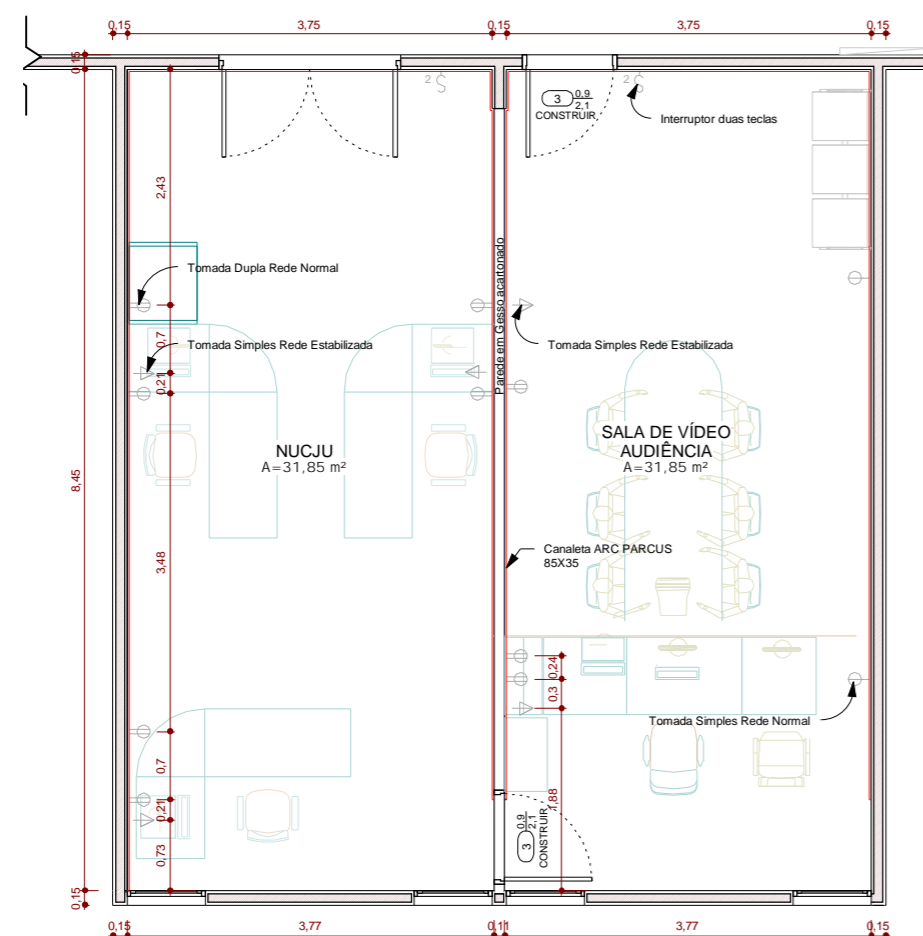 0,15 3,75 0,15 3,75 0,15
0,15
2
2
3 0,9
2,1
CONSTRUIR
Interruptor duas teclas
2,43
Parede em Gesso acartonado
Tomada Dupla Rede Normal
0,7
Tomada Simples Rede Estabilizada
Tomada Simples Rede Estabilizada
0,21
NUCJU
A=31,85 m²
SALA DE VÍDEO
AUDIÊNCIA
A=31,85 m²
8,45
3,48
Canaleta ARC PARCUS
85X35
0,24
0,3
Tomada Simples Rede Normal
0,7
1,88
0,21
3 0,9
2,1
CONSTRUIR
0,73
0,15
0,15 3,77 0,11 3,77 0,15